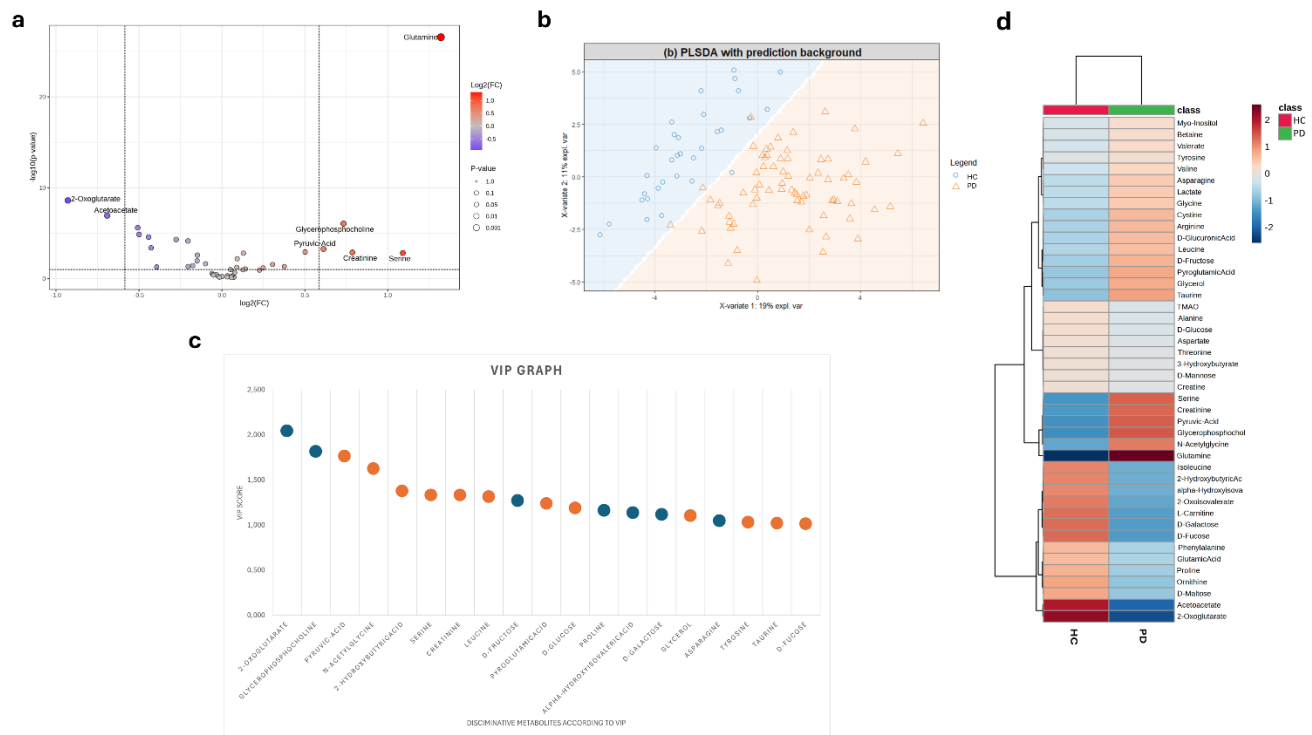 a
Glutamine
2-Oxoglutarate
Acetoacetate
Glycerophosphocholine
Pyruvic-Acid
Creatinine
Serine
-log10(p-value)
20
10
0
-1.0
-0.5
0.0
0.5
1.0
log2(FC)
Log2(FC)
1.0
0.5
0.0
-0.5
P-value
1.0
0.1
0.05
0.01
0.001
b
(b) PLSDA with prediction background
X-variate 2: 11% expl. var
5.0
2.5
0.0
-2.5
-5.0
-4
0
4
X-variate 1: 19% expl. var
Legend
HC
PD
c
VIP GRAPH
VIP SCORE
2,500
2,000
1,500
1,000
0,500
0,000
2-OXOGLUTARATE
GLYCEROPHOSPHOCHOLINE
PYRUVIC-ACID
N-ACETYLGLYCINE
2-HYDROXYBUTYRICACID
SERINE
CREATININE
LEUCINE
D-FRUCTOSE
PYROGLUTAMICACID
D-GLUCOSE
PROLINE
ALPHA-HYDROXYISOVALERICACID
D-GALACTOSE
GLYCEROL
ASPARAGINE
TYROSINE
TAURINE
D-FUCOSE
DISCRIMINATIVE METABOLITES ACCORDING TO VIP
d
class
Myo-Inositol
Betaine
Valerate
Tyrosine
Valine
Asparagine
Lactate
Glycine
Cystine
Arginine
D-GlucuronicAcid
Leucine
D-Fructose
PyroglutamicAcid
Glycerol
Taurine
TMAO
Alanine
D-Glucose
Aspartate
Threonine
3-Hydroxybutyrate
D-Mannose
Creatine
Serine
Creatinine
Pyruvic-Acid
Glycerophosphochol
N-Acetylglycine
Glutamine
Isoleucine
2-HydroxybutyricAc
alpha-Hydroxyisova
2-Oxoisovalerate
L-Carnitine
D-Galactose
D-Fucose
Phenylalanine
GlutamicAcid
Proline
Ornithine
D-Maltose
Acetoacetate
2-Oxoglutarate
HC
PD
2
1
0
-1
-2
class
HC
PD